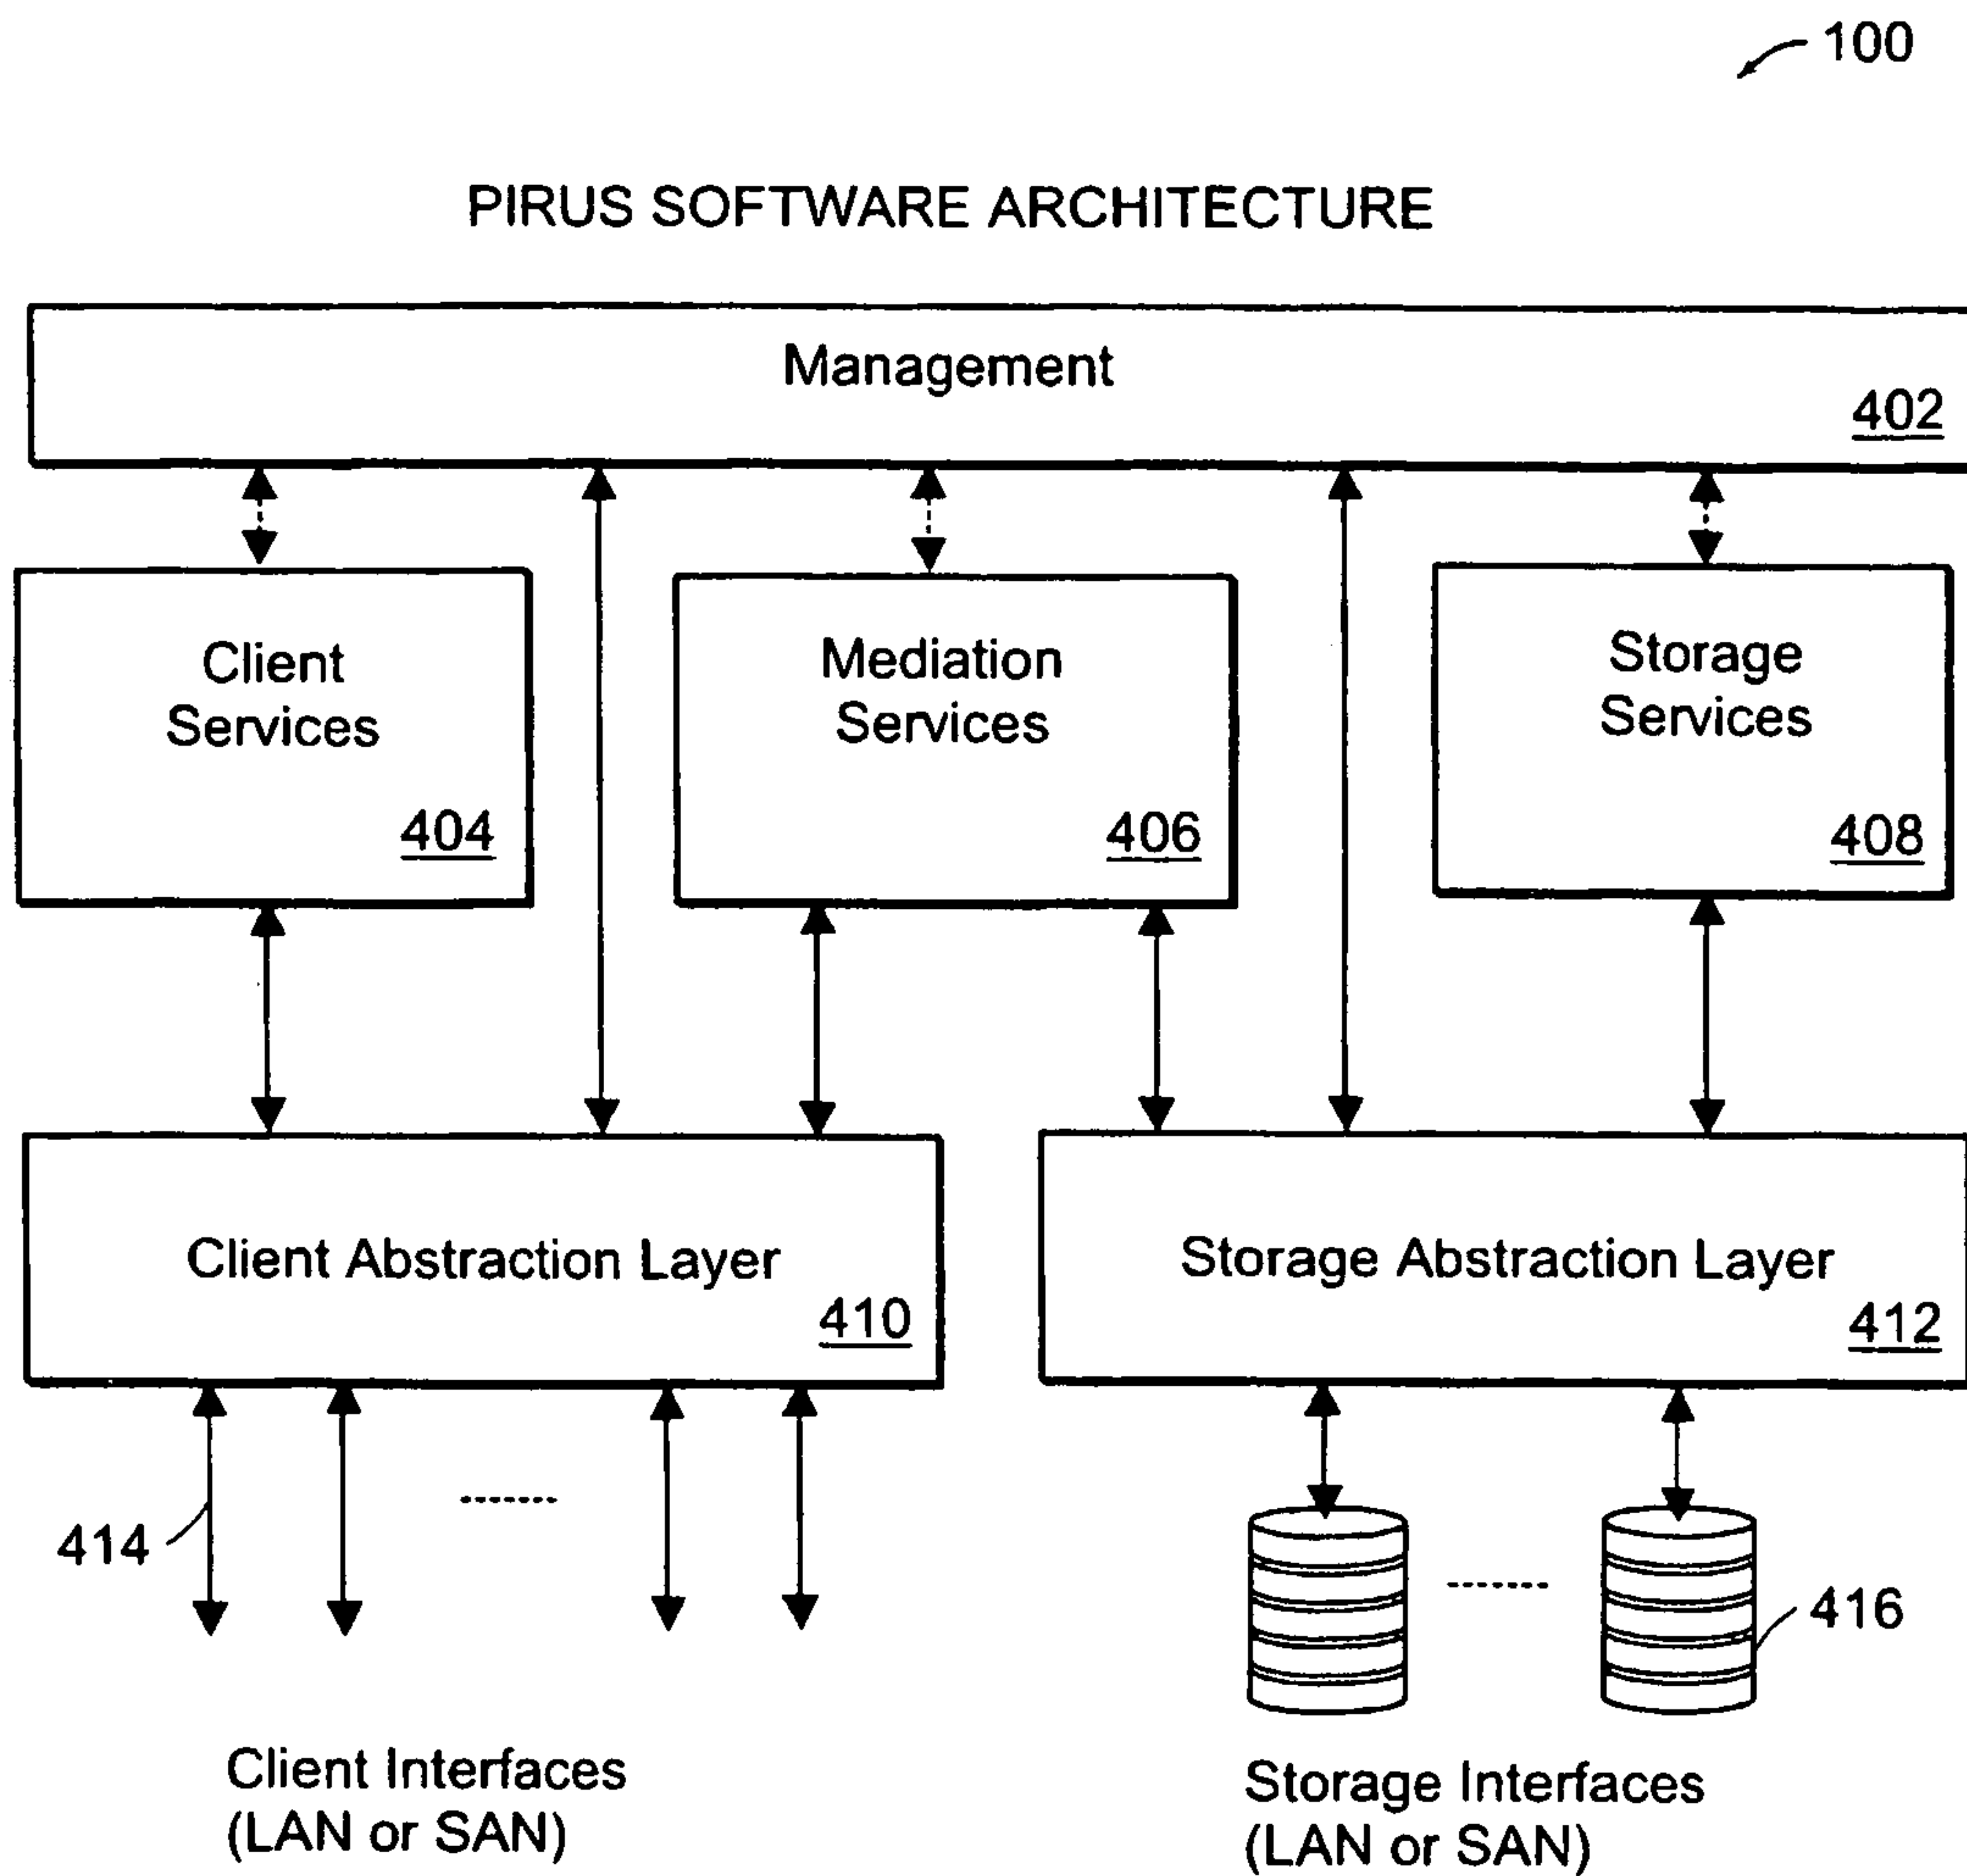 100
PIRUS SOFTWARE ARCHITECTURE
Management
402
Client
Services
404
Mediation
Services
406
Storage
Services
408
Client Abstraction Layer
410
Storage Abstraction Layer
412
414
416
Client Interfaces
(LAN or SAN)
Storage Interfaces
(LAN or SAN)